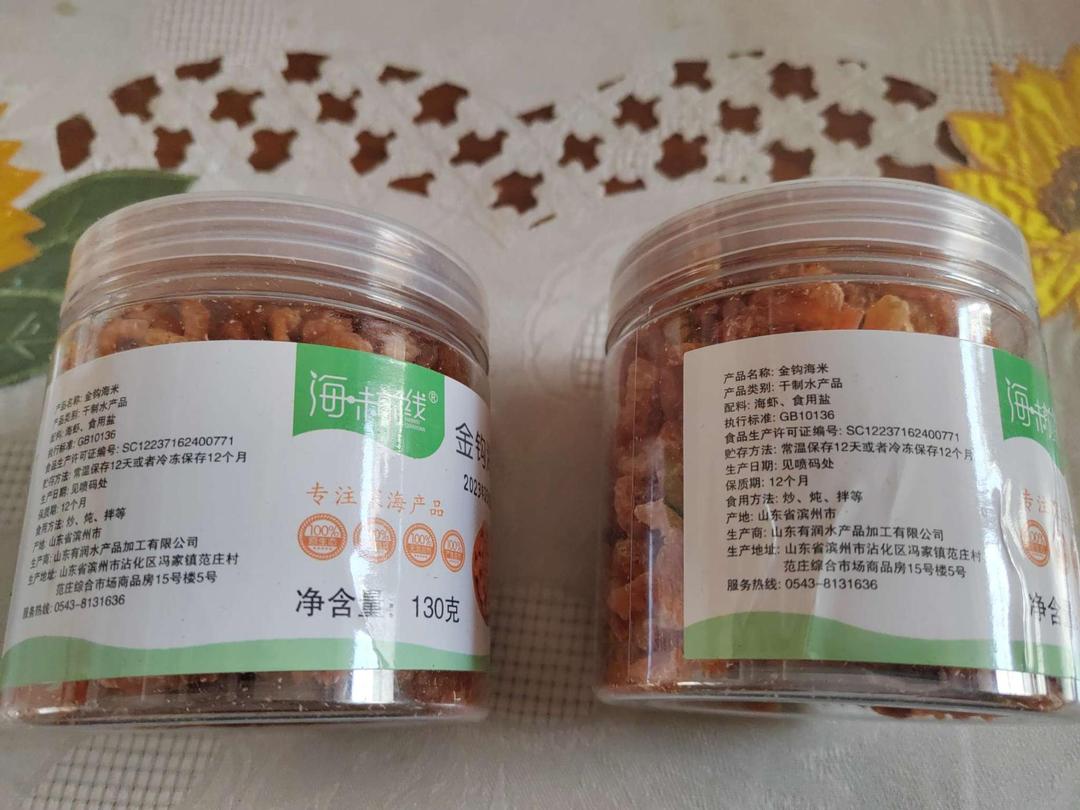 产品名称: 金钩海米
产品类别: 干制水产品
配料: 海虾、食用盐
执行标准: GB10136
食品生产许可证编号: SC12237162400771
贮存方法: 常温保存12天或者冷冻保存12个月
生产日期: 见喷码处
保质期: 12个月
食用方法: 炒、炖、拌等
产地: 山东省滨州市
生产商: 山东有润水产品加工有限公司
生产地址: 山东省滨州市沾化区冯家镇范庄村
范庄综合市场商品房15号楼5号
服务热线: 0543-8131636
海 线®
金钩
2023
专注 海产品
100%
100%
100%
100%
净含量: 130克
产品名称: 金钩海米
产品类别: 干制水产品
配料: 海虾、食用盐
执行标准: GB10136
食品生产许可证编号: SC12237162400771
贮存方法: 常温保存12天或者冷冻保存12个月
生产日期: 见喷码处
保质期: 12个月
食用方法: 炒、炖、拌等
产地: 山东省滨州市
生产商: 山东有润水产品加工有限公司
生产地址: 山东省滨州市沾化区冯家镇范庄村
范庄综合市场商品房15号楼5号
服务热线: 0543-8131636
海
专注
净含量